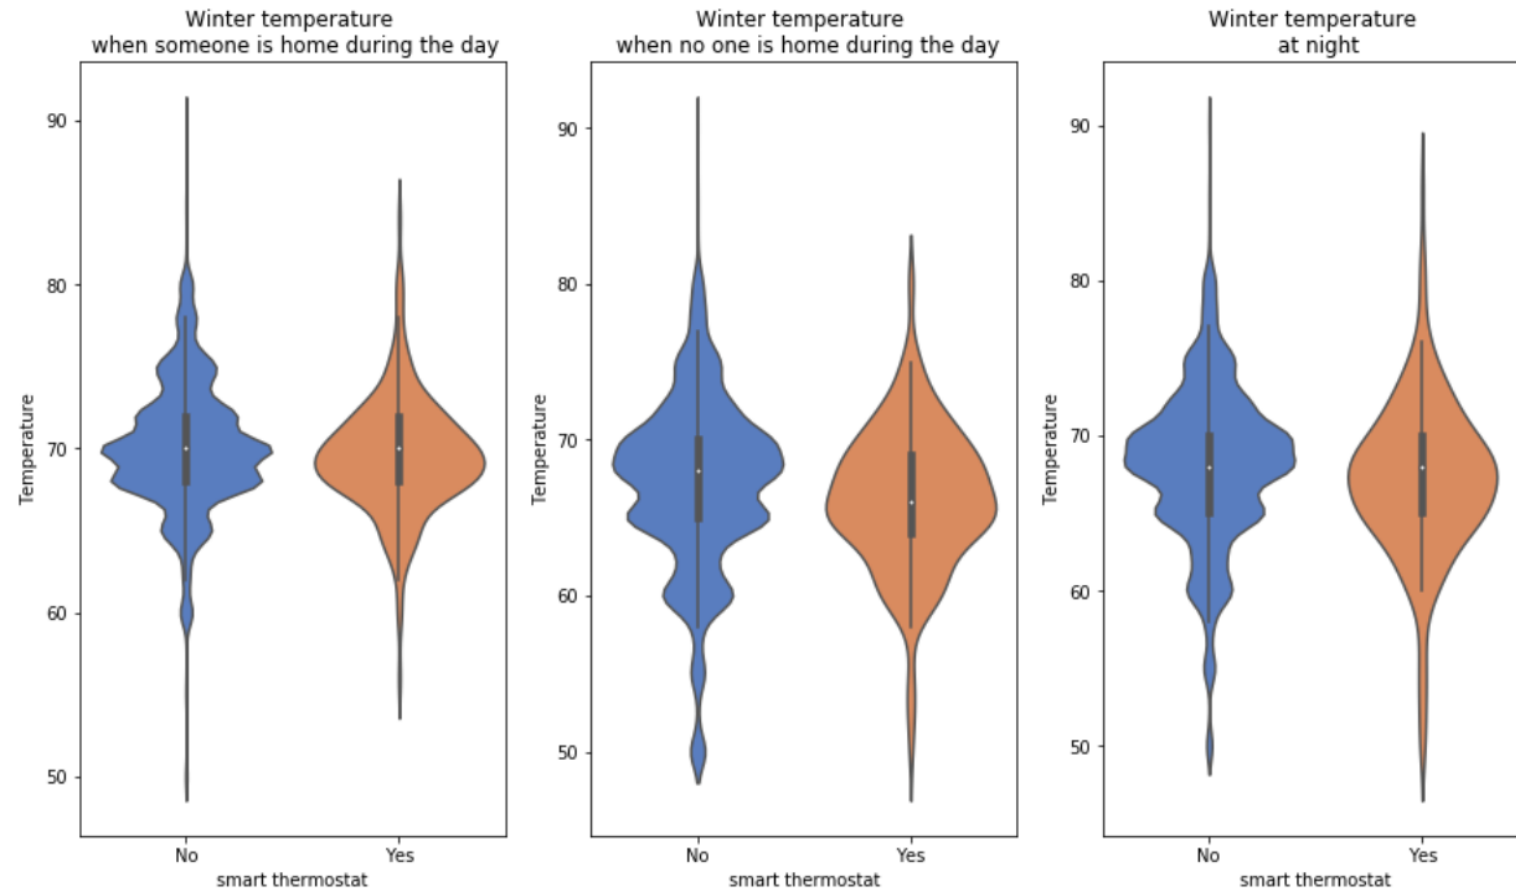 Winter temperature
when someone is home during the day
Temperature
90
80
70
60
50
No
Yes
smart thermostat
Winter temperature
when no one is home during the day
Temperature
90
80
70
60
50
No
Yes
smart thermostat
Winter temperature
at night
Temperature
90
80
70
60
50
No
Yes
smart thermostat